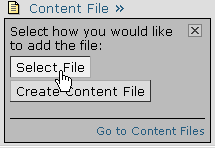 Content File »
Select how you would like
to add the file:
Select File
Create Content File
Go to Content Files